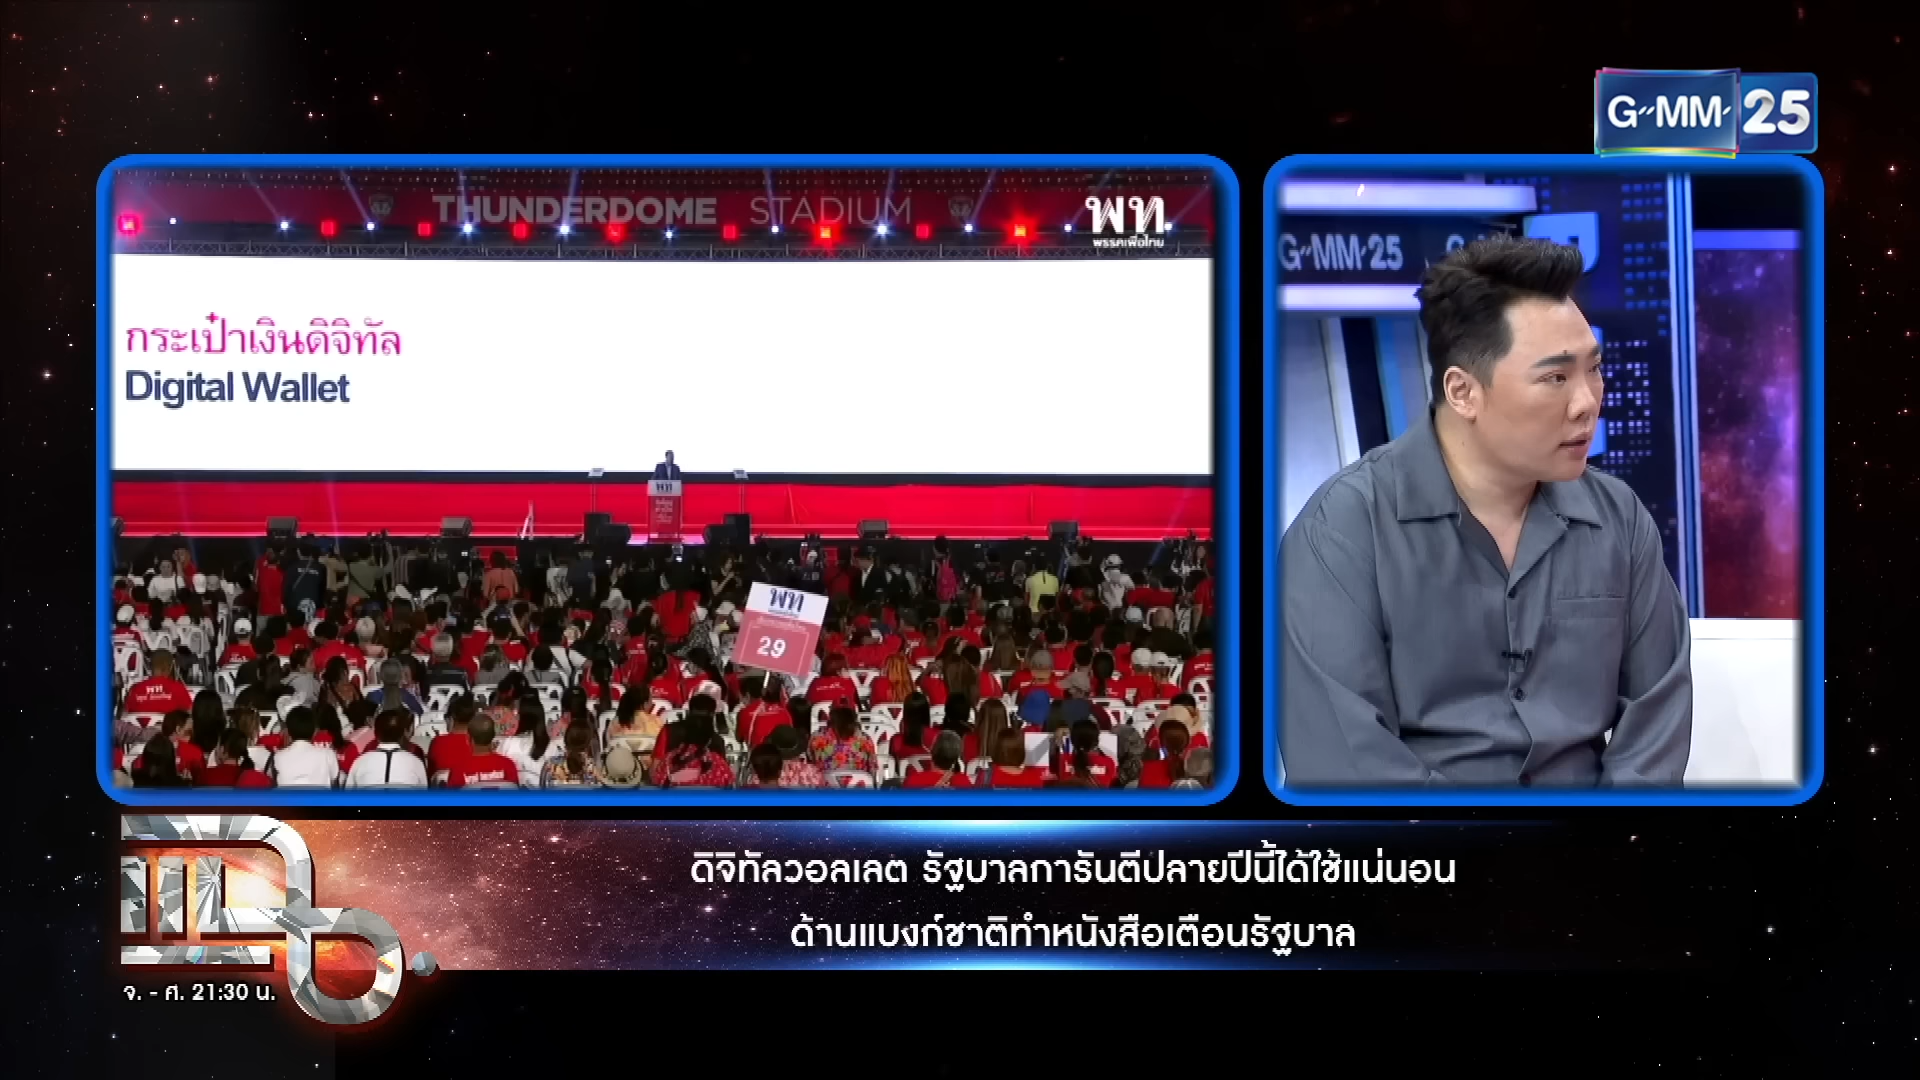 G MM 25
THUNDERDOME STADIUM
พท
พรรคเพื่อไทย
กระเป๋าเงินดิจิทัล
Digital Wallet
พท
29
GMM 25
แฉ
ดิจิทัลวอลเลต รัฐบาลการันตีปลายปีนี้ได้ใช้แน่นอน
ด้านแบงก์ชาติทำหนังสือเตือนรัฐบาล
จ. - ศ. 21:30 น.